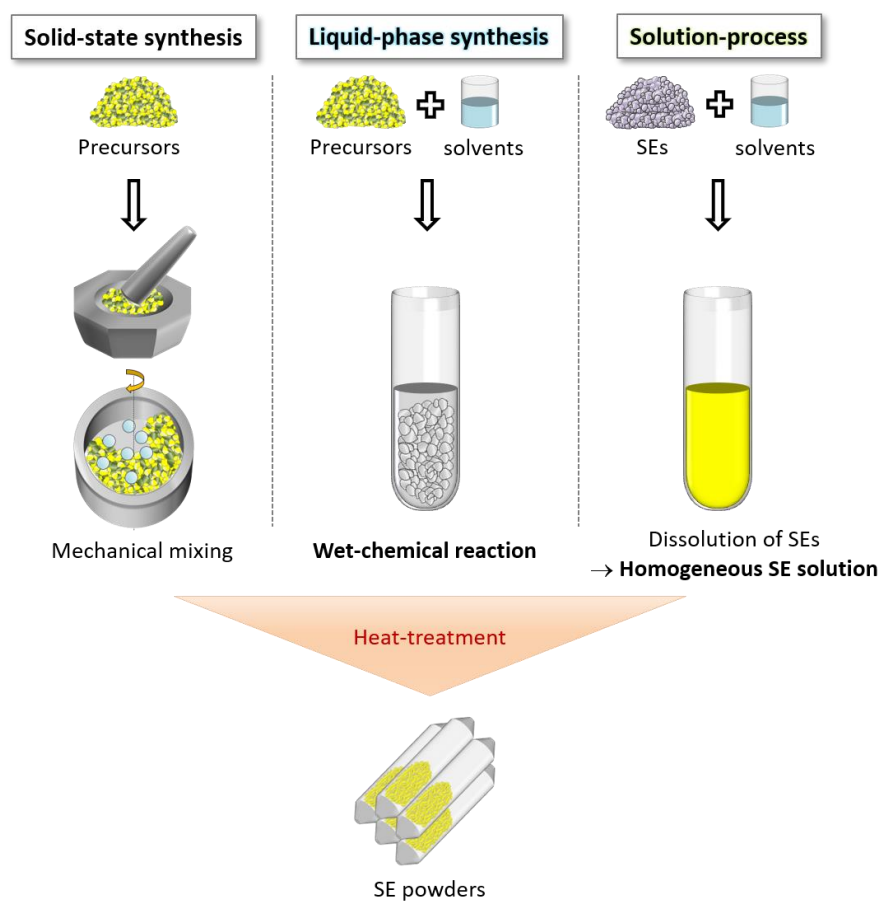 Solid-state synthesis
Liquid-phase synthesis
Solution-process
Precursors
Precursors
solvents
SEs
solvents
Mechanical mixing
Wet-chemical reaction
Dissolution of SEs
→ Homogeneous SE solution
Heat-treatment
SE powders